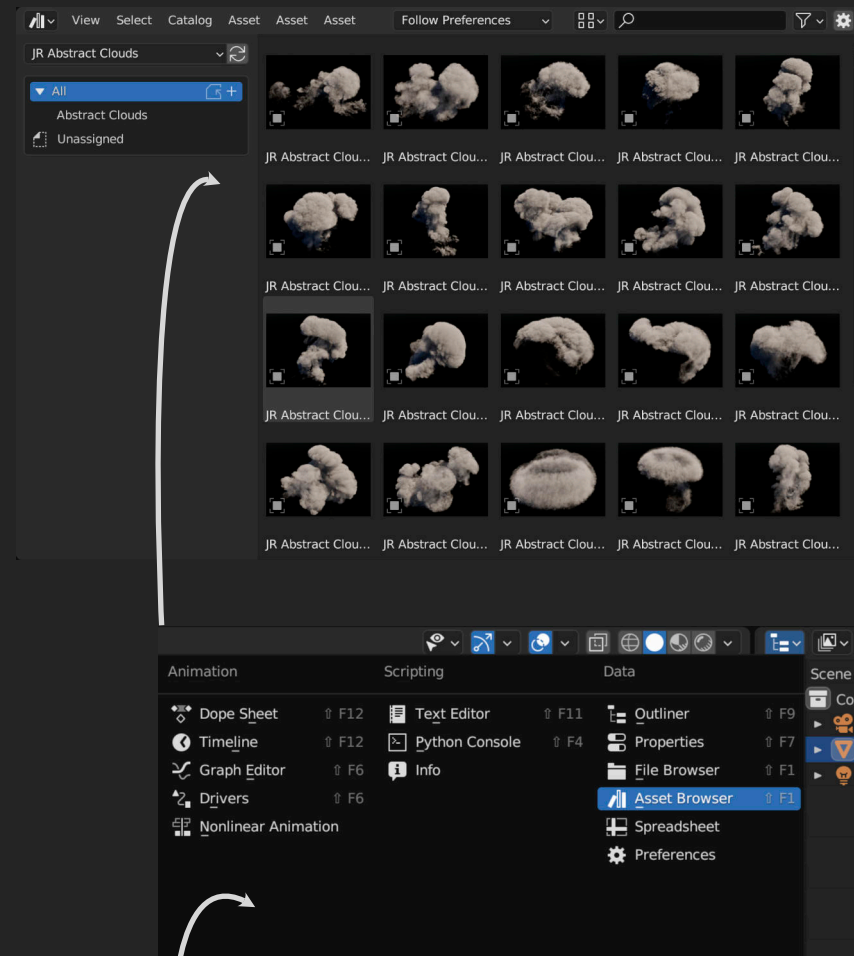 View Select Catalog Asset Asset Asset Follow Preferences
JR Abstract Clouds
All
Abstract Clouds
Unassigned
JR Abstract Clou... JR Abstract Clou... JR Abstract Clou... JR Abstract Clou... JR Abstract Clou...
JR Abstract Clou... JR Abstract Clou... JR Abstract Clou... JR Abstract Clou... JR Abstract Clou...
JR Abstract Clou... JR Abstract Clou... JR Abstract Clou... JR Abstract Clou... JR Abstract Clou...
JR Abstract Clou... JR Abstract Clou... JR Abstract Clou... JR Abstract Clou... JR Abstract Clou...
Animation Scripting Data Scene
Co
Dope Sheet ⇧ F12 Text Editor ⇧ F11 Outliner ⇧ F9
Timeline ⇧ F12 Python Console ⇧ F4 Properties ⇧ F7
Graph Editor ⇧ F6 Info File Browser ⇧ F1
Drivers ⇧ F6 Asset Browser ⇧ F1
Nonlinear Animation Spreadsheet
Preferences